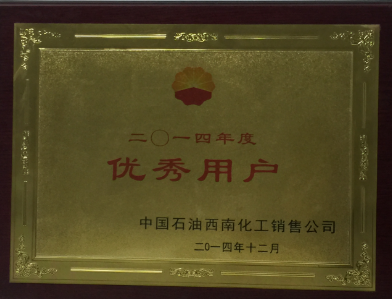 二〇一四年度
优秀用户
中国石油西南化工销售公司
二〇一四年十二月